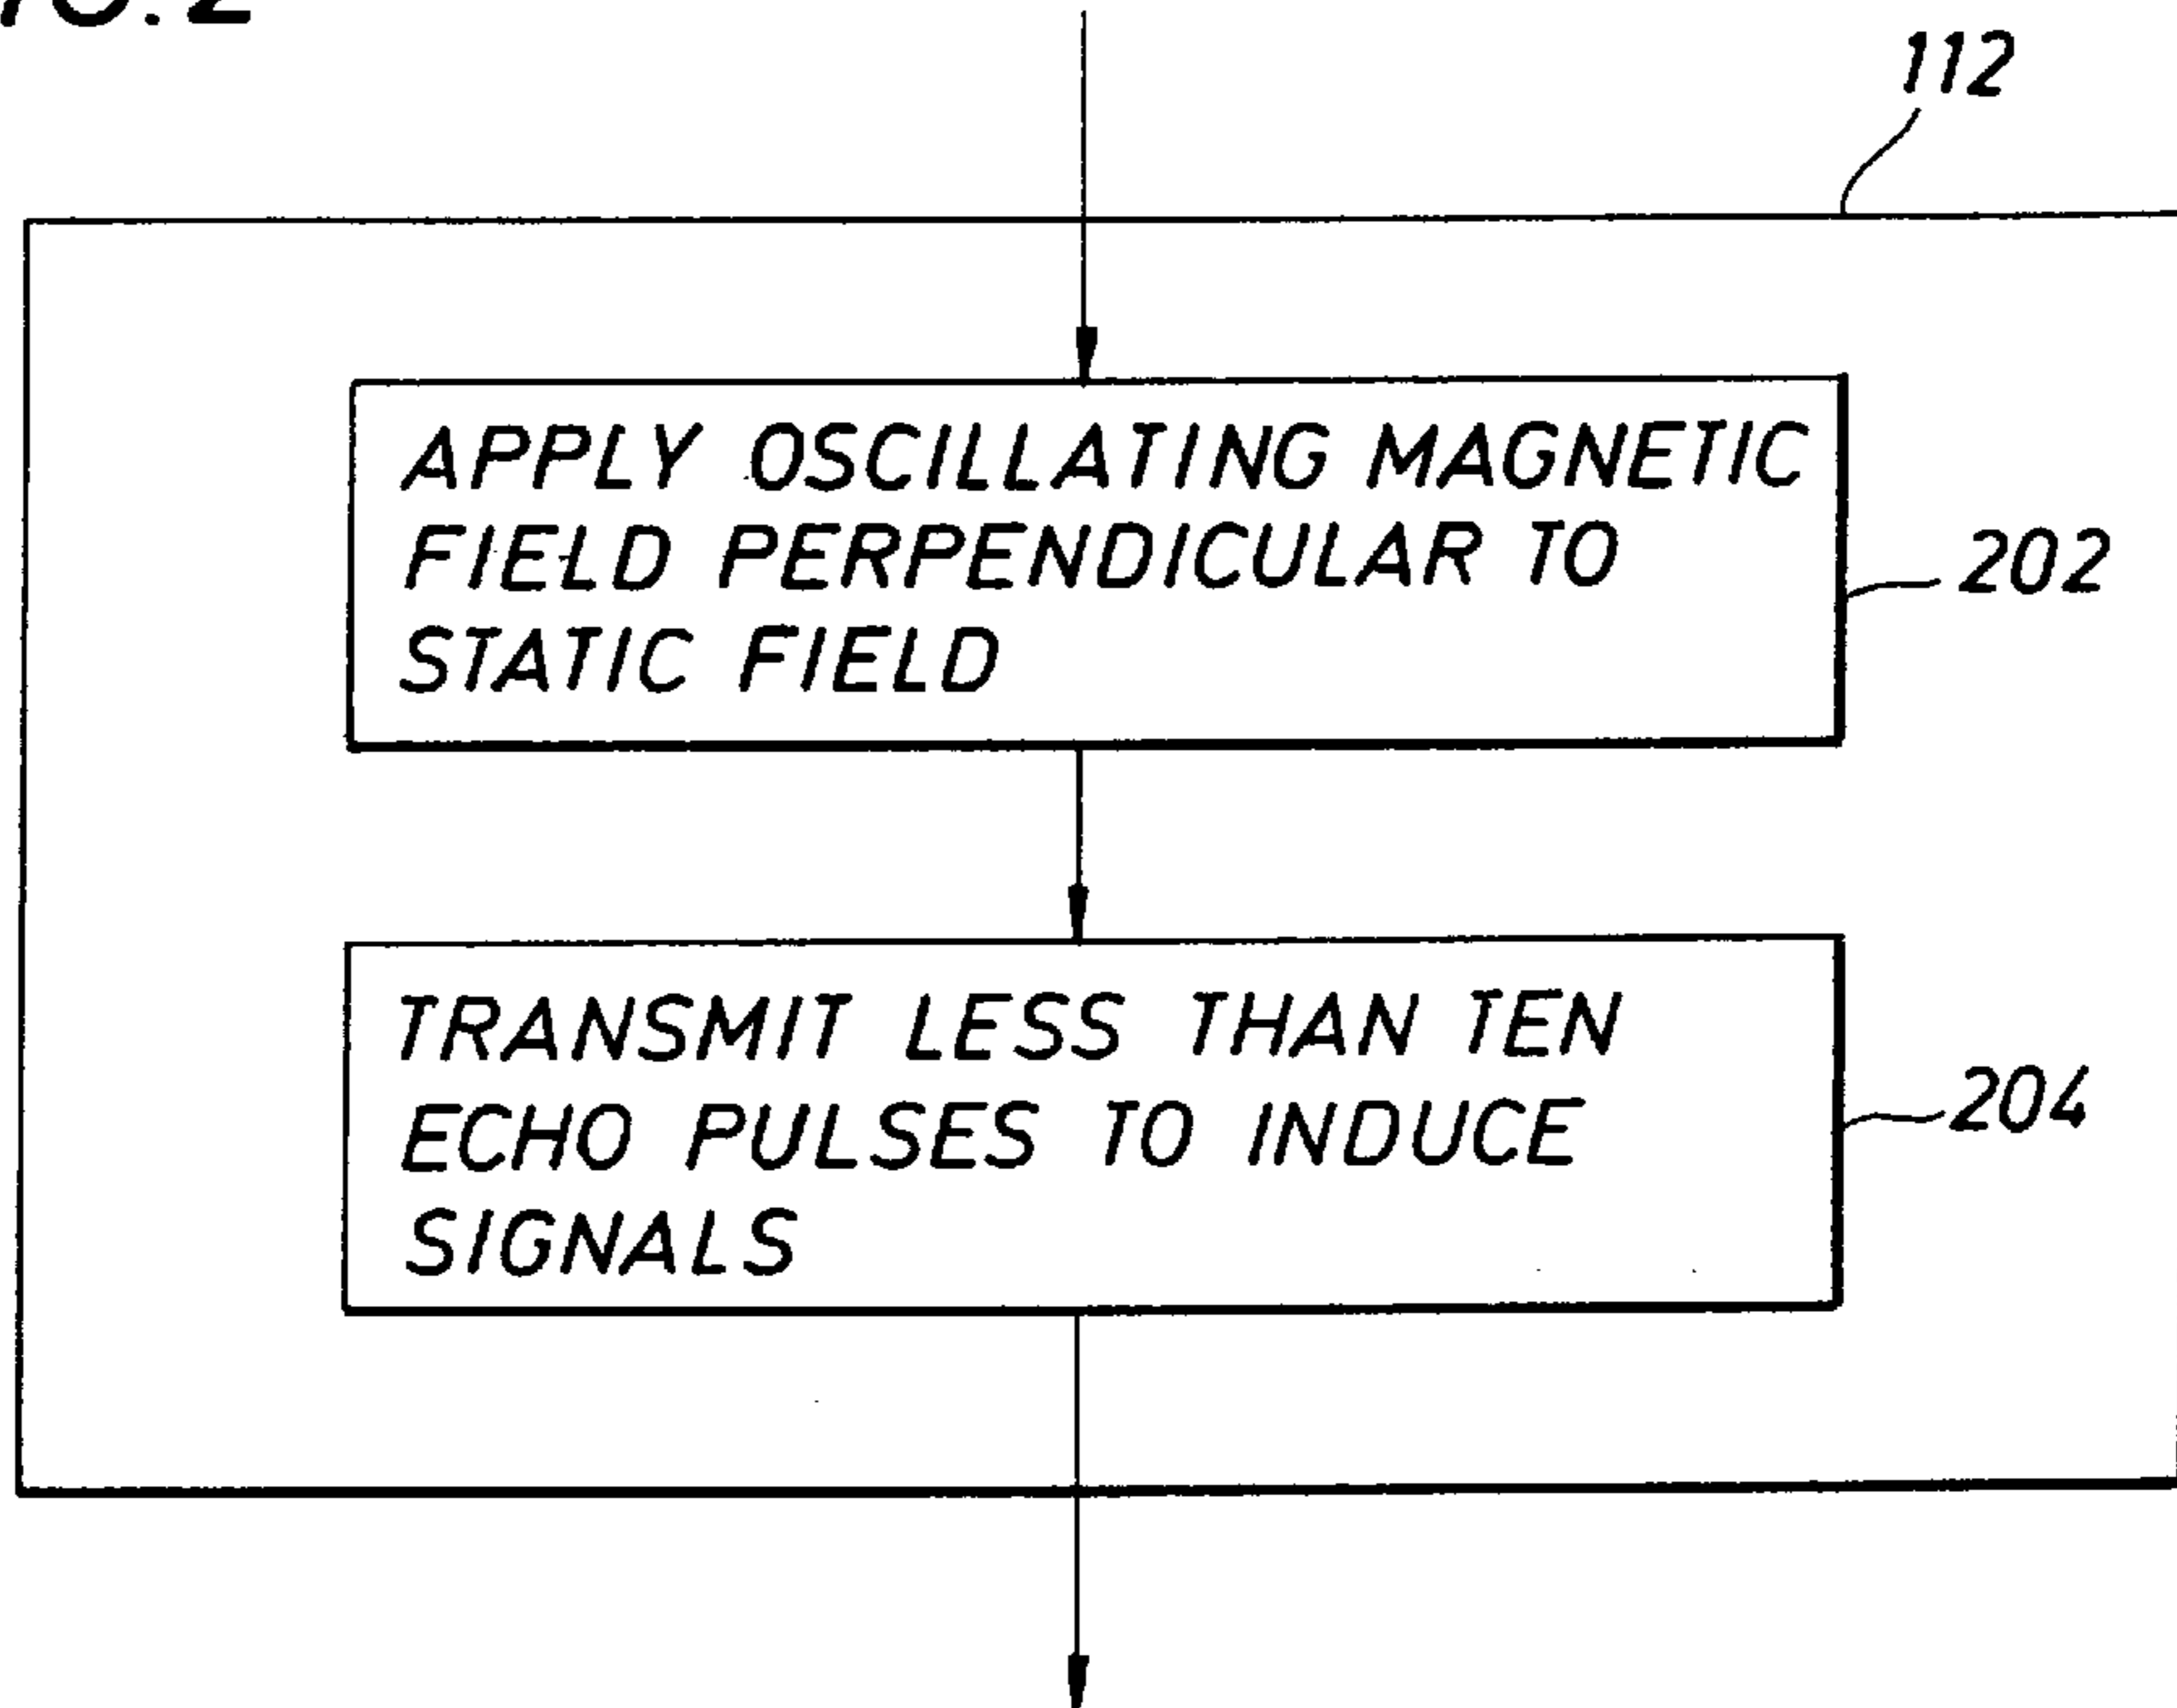 112
APPLY OSCILLATING MAGNETIC
FIELD PERPENDICULAR TO
STATIC FIELD
202
TRANSMIT LESS THAN TEN
ECHO PULSES TO INDUCE
SIGNALS
204